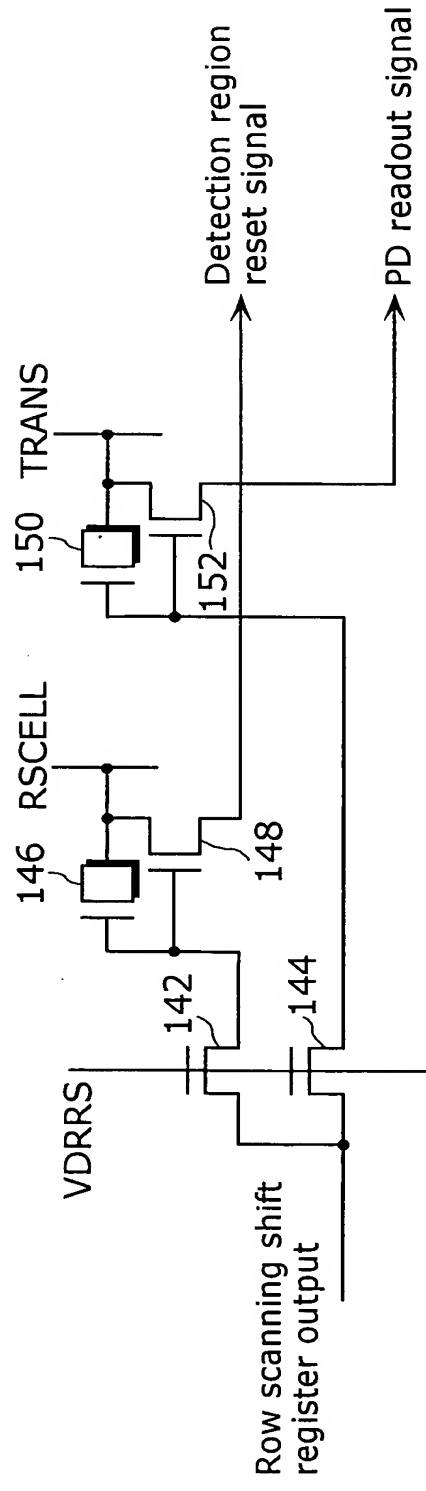 VDRRS
Row scanning shift
register output
142
144
146
RSCELL
148
150
TRANS
152
Detection region
reset signal
PD readout signal